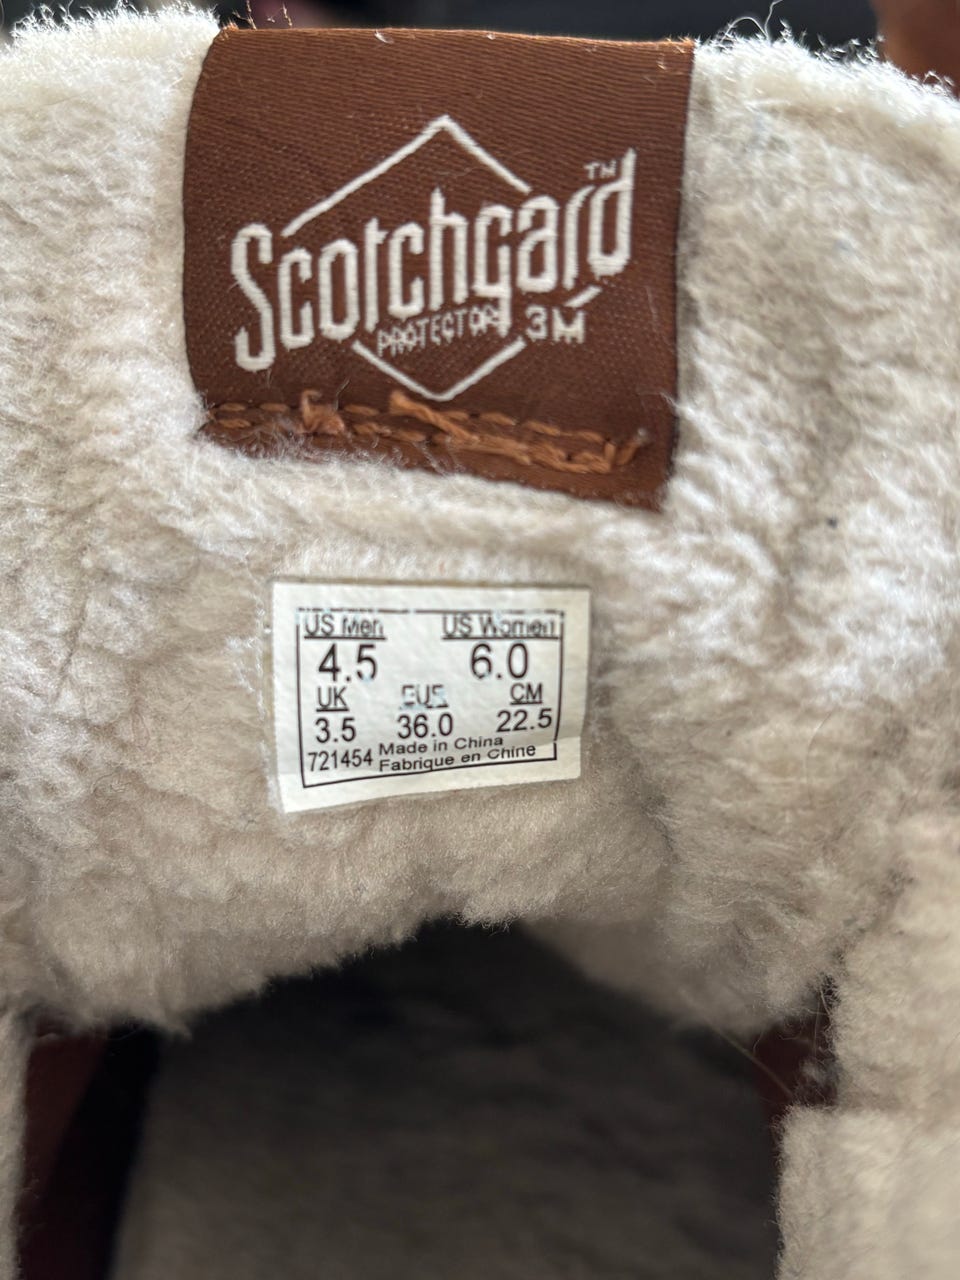 Scotchgard™
PROTECTOR 3M
US Men US Women
4.5 6.0
UK EUR CM
3.5 36.0 22.5
721454 Made in China
Fabrique en Chine